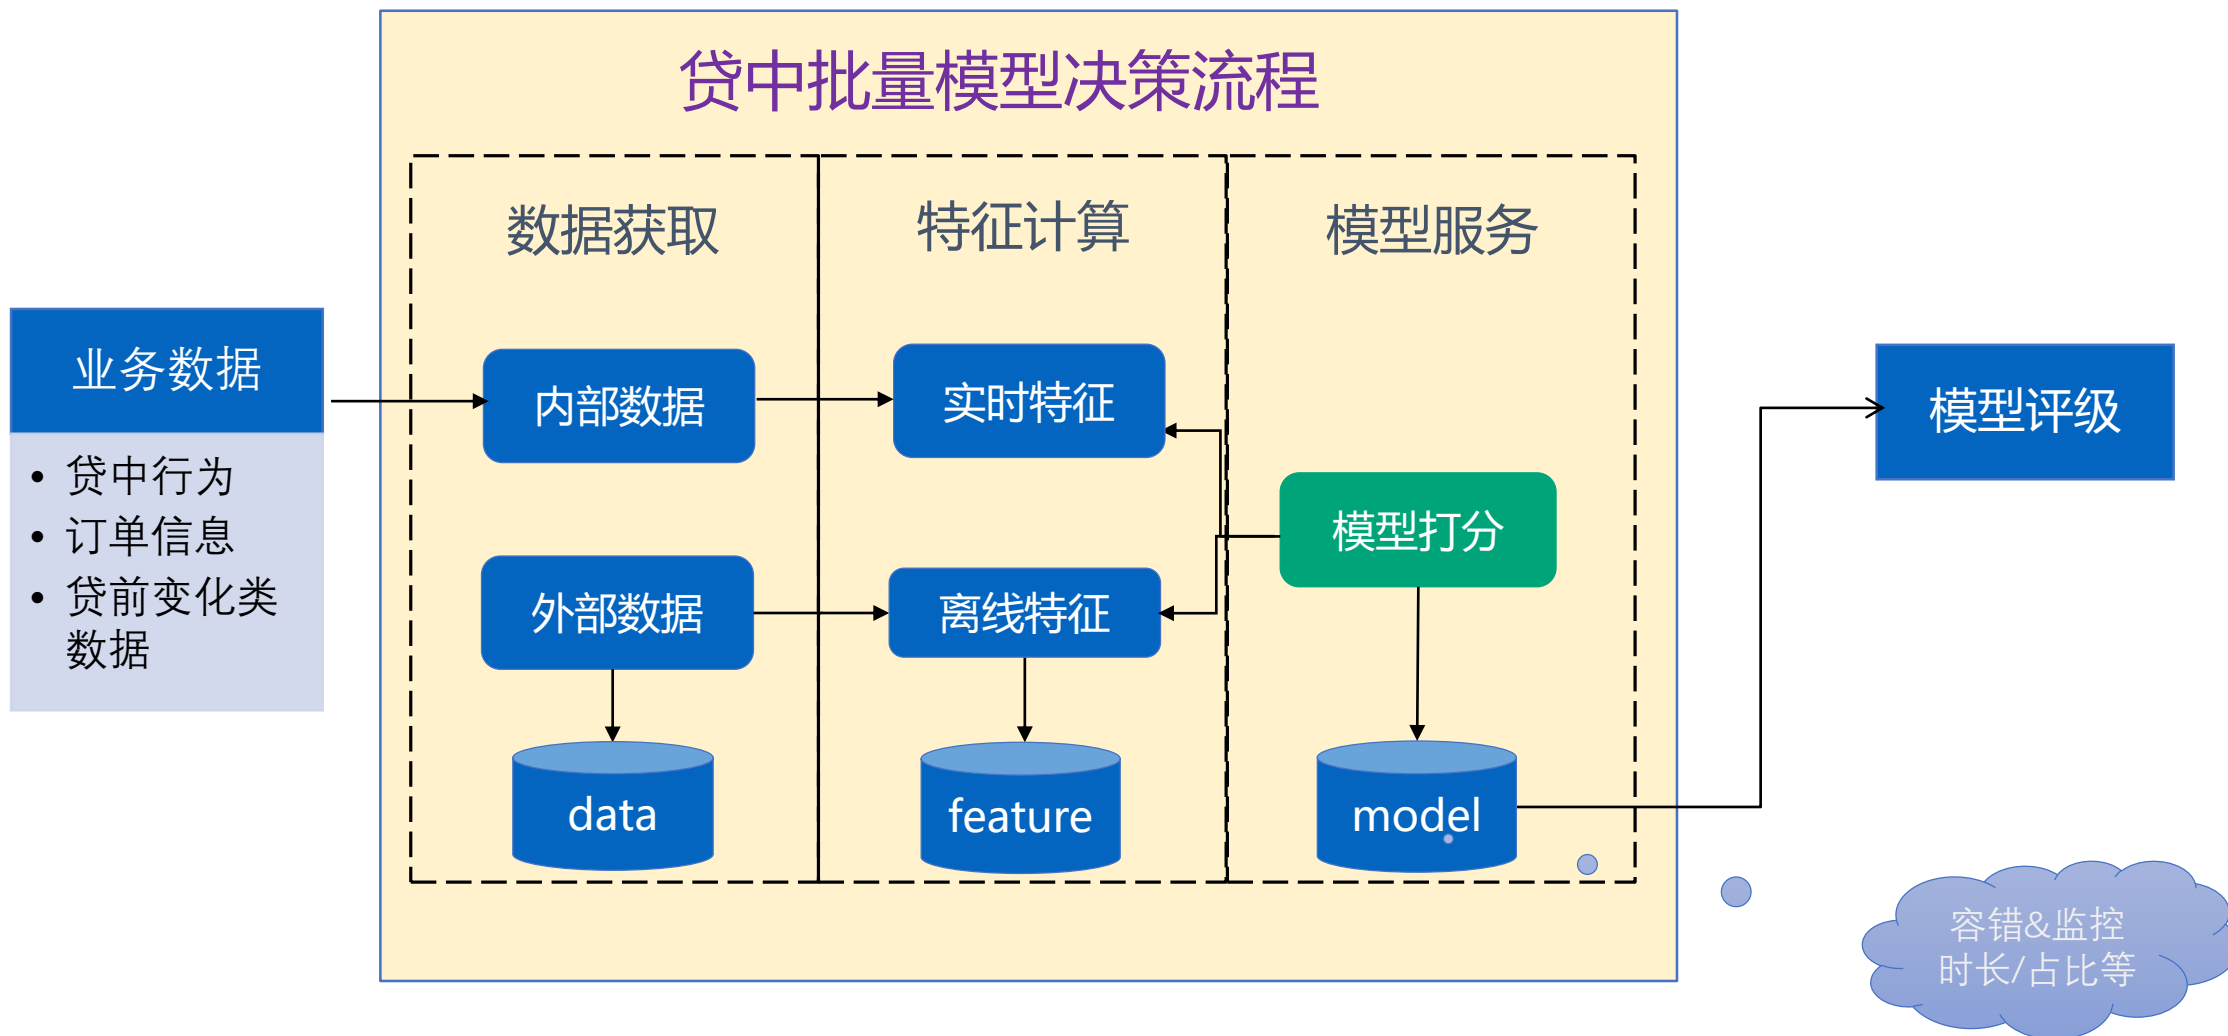 贷中批量模型决策流程
数据获取
特征计算
模型服务
业务数据
• 贷中行为
• 订单信息
• 贷前变化类
数据
内部数据
实时特征
模型打分
外部数据
离线特征
data
feature
model
模型评级
容错&监控
时长/占比等